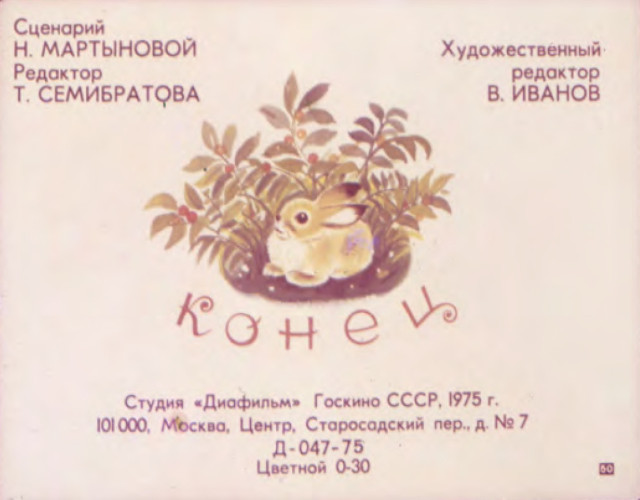 Сценарий
Н. МАРТЫНОВОЙ
Редактор
Т. СЕМИБРАТОВА
Художественный
редактор
В. ИВАНОВ
конец
Студия «Диафильм» Госкино СССР, 1975 г.
101000, Москва, Центр, Старосадский пер., д. № 7
Д-047-75
Цветной 0-30
50